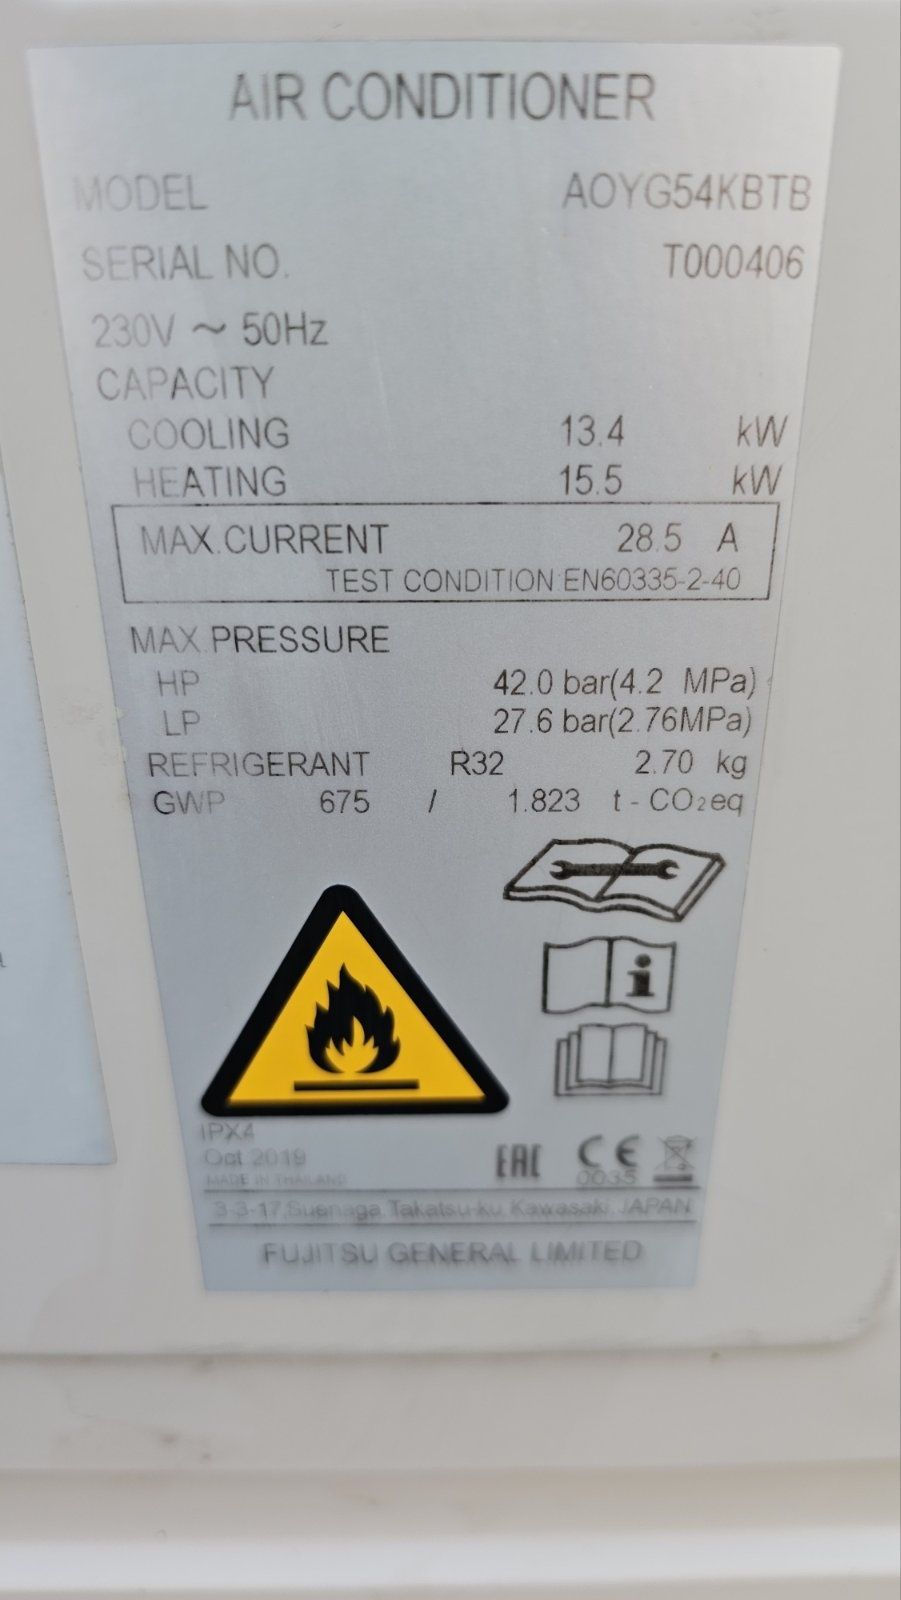 AIR CONDITIONER
MODEL AOYG54KBTB
SERIAL NO. T000406
230V ~ 50Hz
CAPACITY
COOLING 13.4 kW
HEATING 15.5 kW
MAX.CURRENT 28.5 A
TEST CONDITION:EN60335-2-40
MAX.PRESSURE
HP 42.0 bar(4.2 MPa)
LP 27.6 bar(2.76MPa)
REFRIGERANT R32 2.70 kg
GWP 675 / 1.823 t - CO₂eq
IPX4
Oct.2019
MADE IN THAILAND
EAC CE
0035
3-3-17,Suenaga,Takatsu-ku,Kawasaki,JAPAN
FUJITSU GENERAL LIMITED